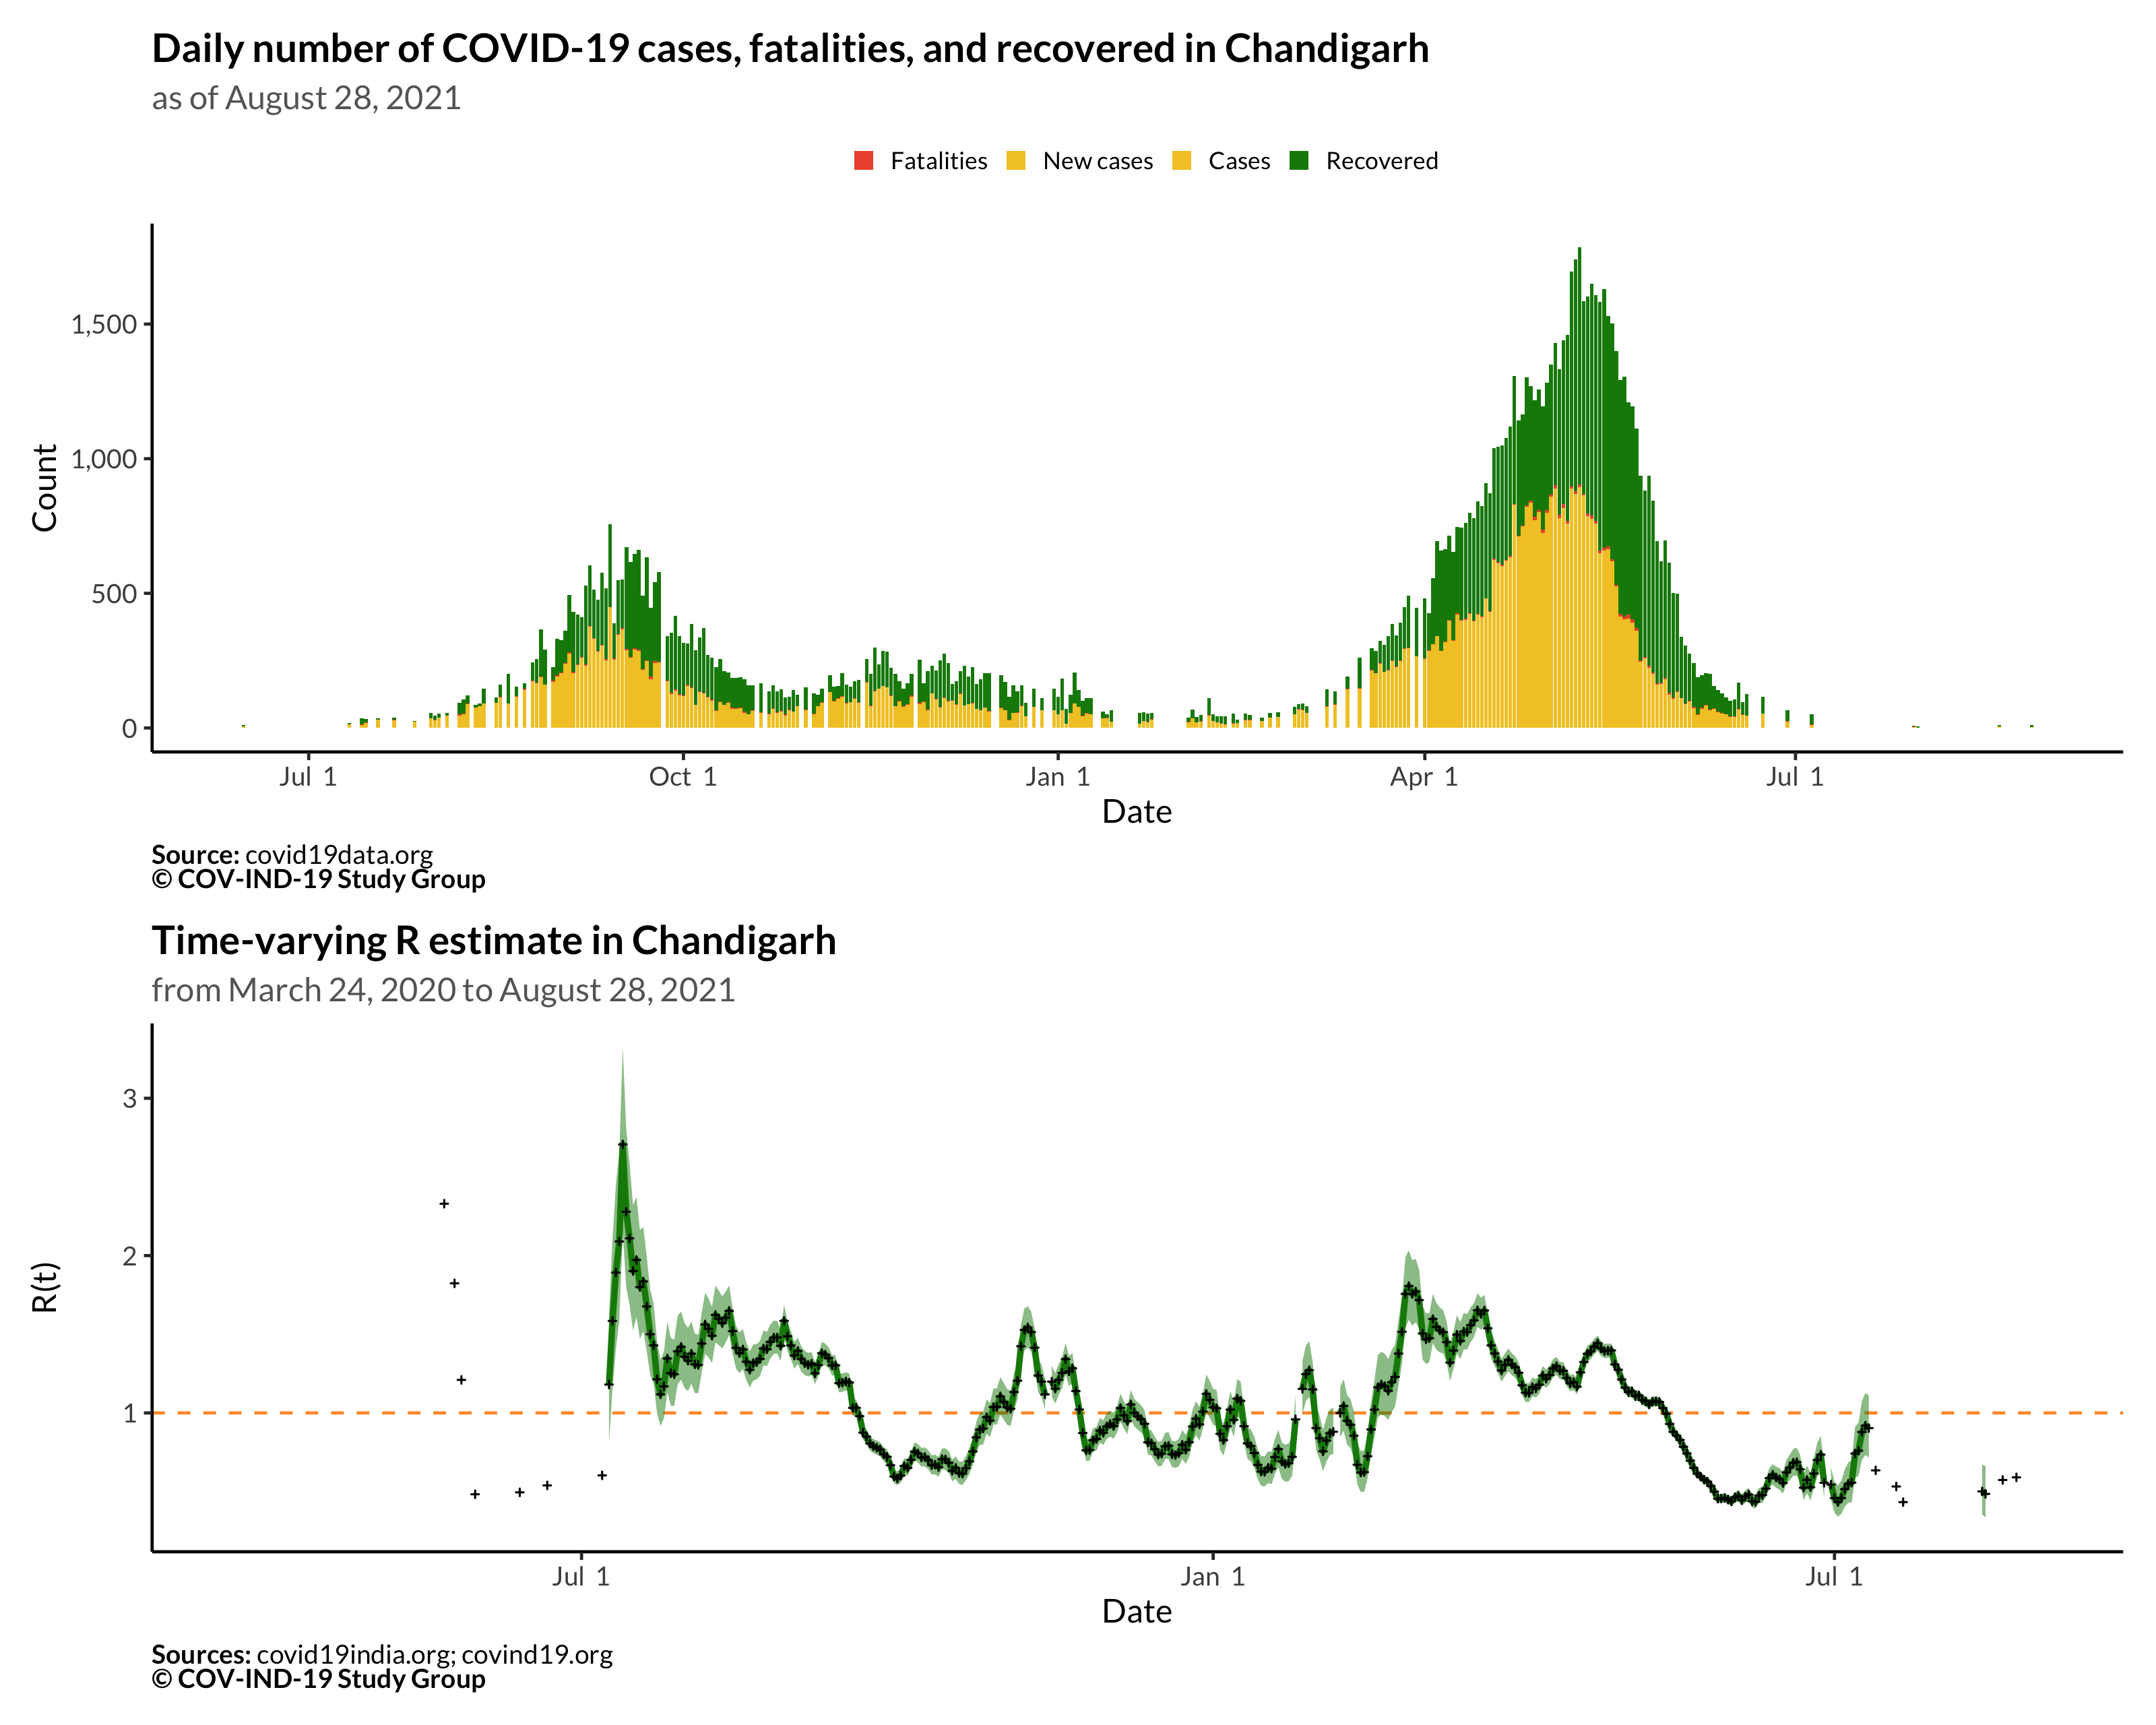 Daily number of COVID-19 cases, fatalities, and recovered in Chandigarh
as of August 28, 2021
Fatalities New cases Cases Recovered
Count
1,500
1,000
500
0
Jul 1 Oct 1 Jan 1 Apr 1 Jul 1
Date
Source: covid19data.org
© COV-IND-19 Study Group
Time-varying R estimate in Chandigarh
from March 24, 2020 to August 28, 2021
R(t)
3
2
1
Jul 1 Jan 1 Jul 1
Date
Sources: covid19india.org; covind19.org
© COV-IND-19 Study Group